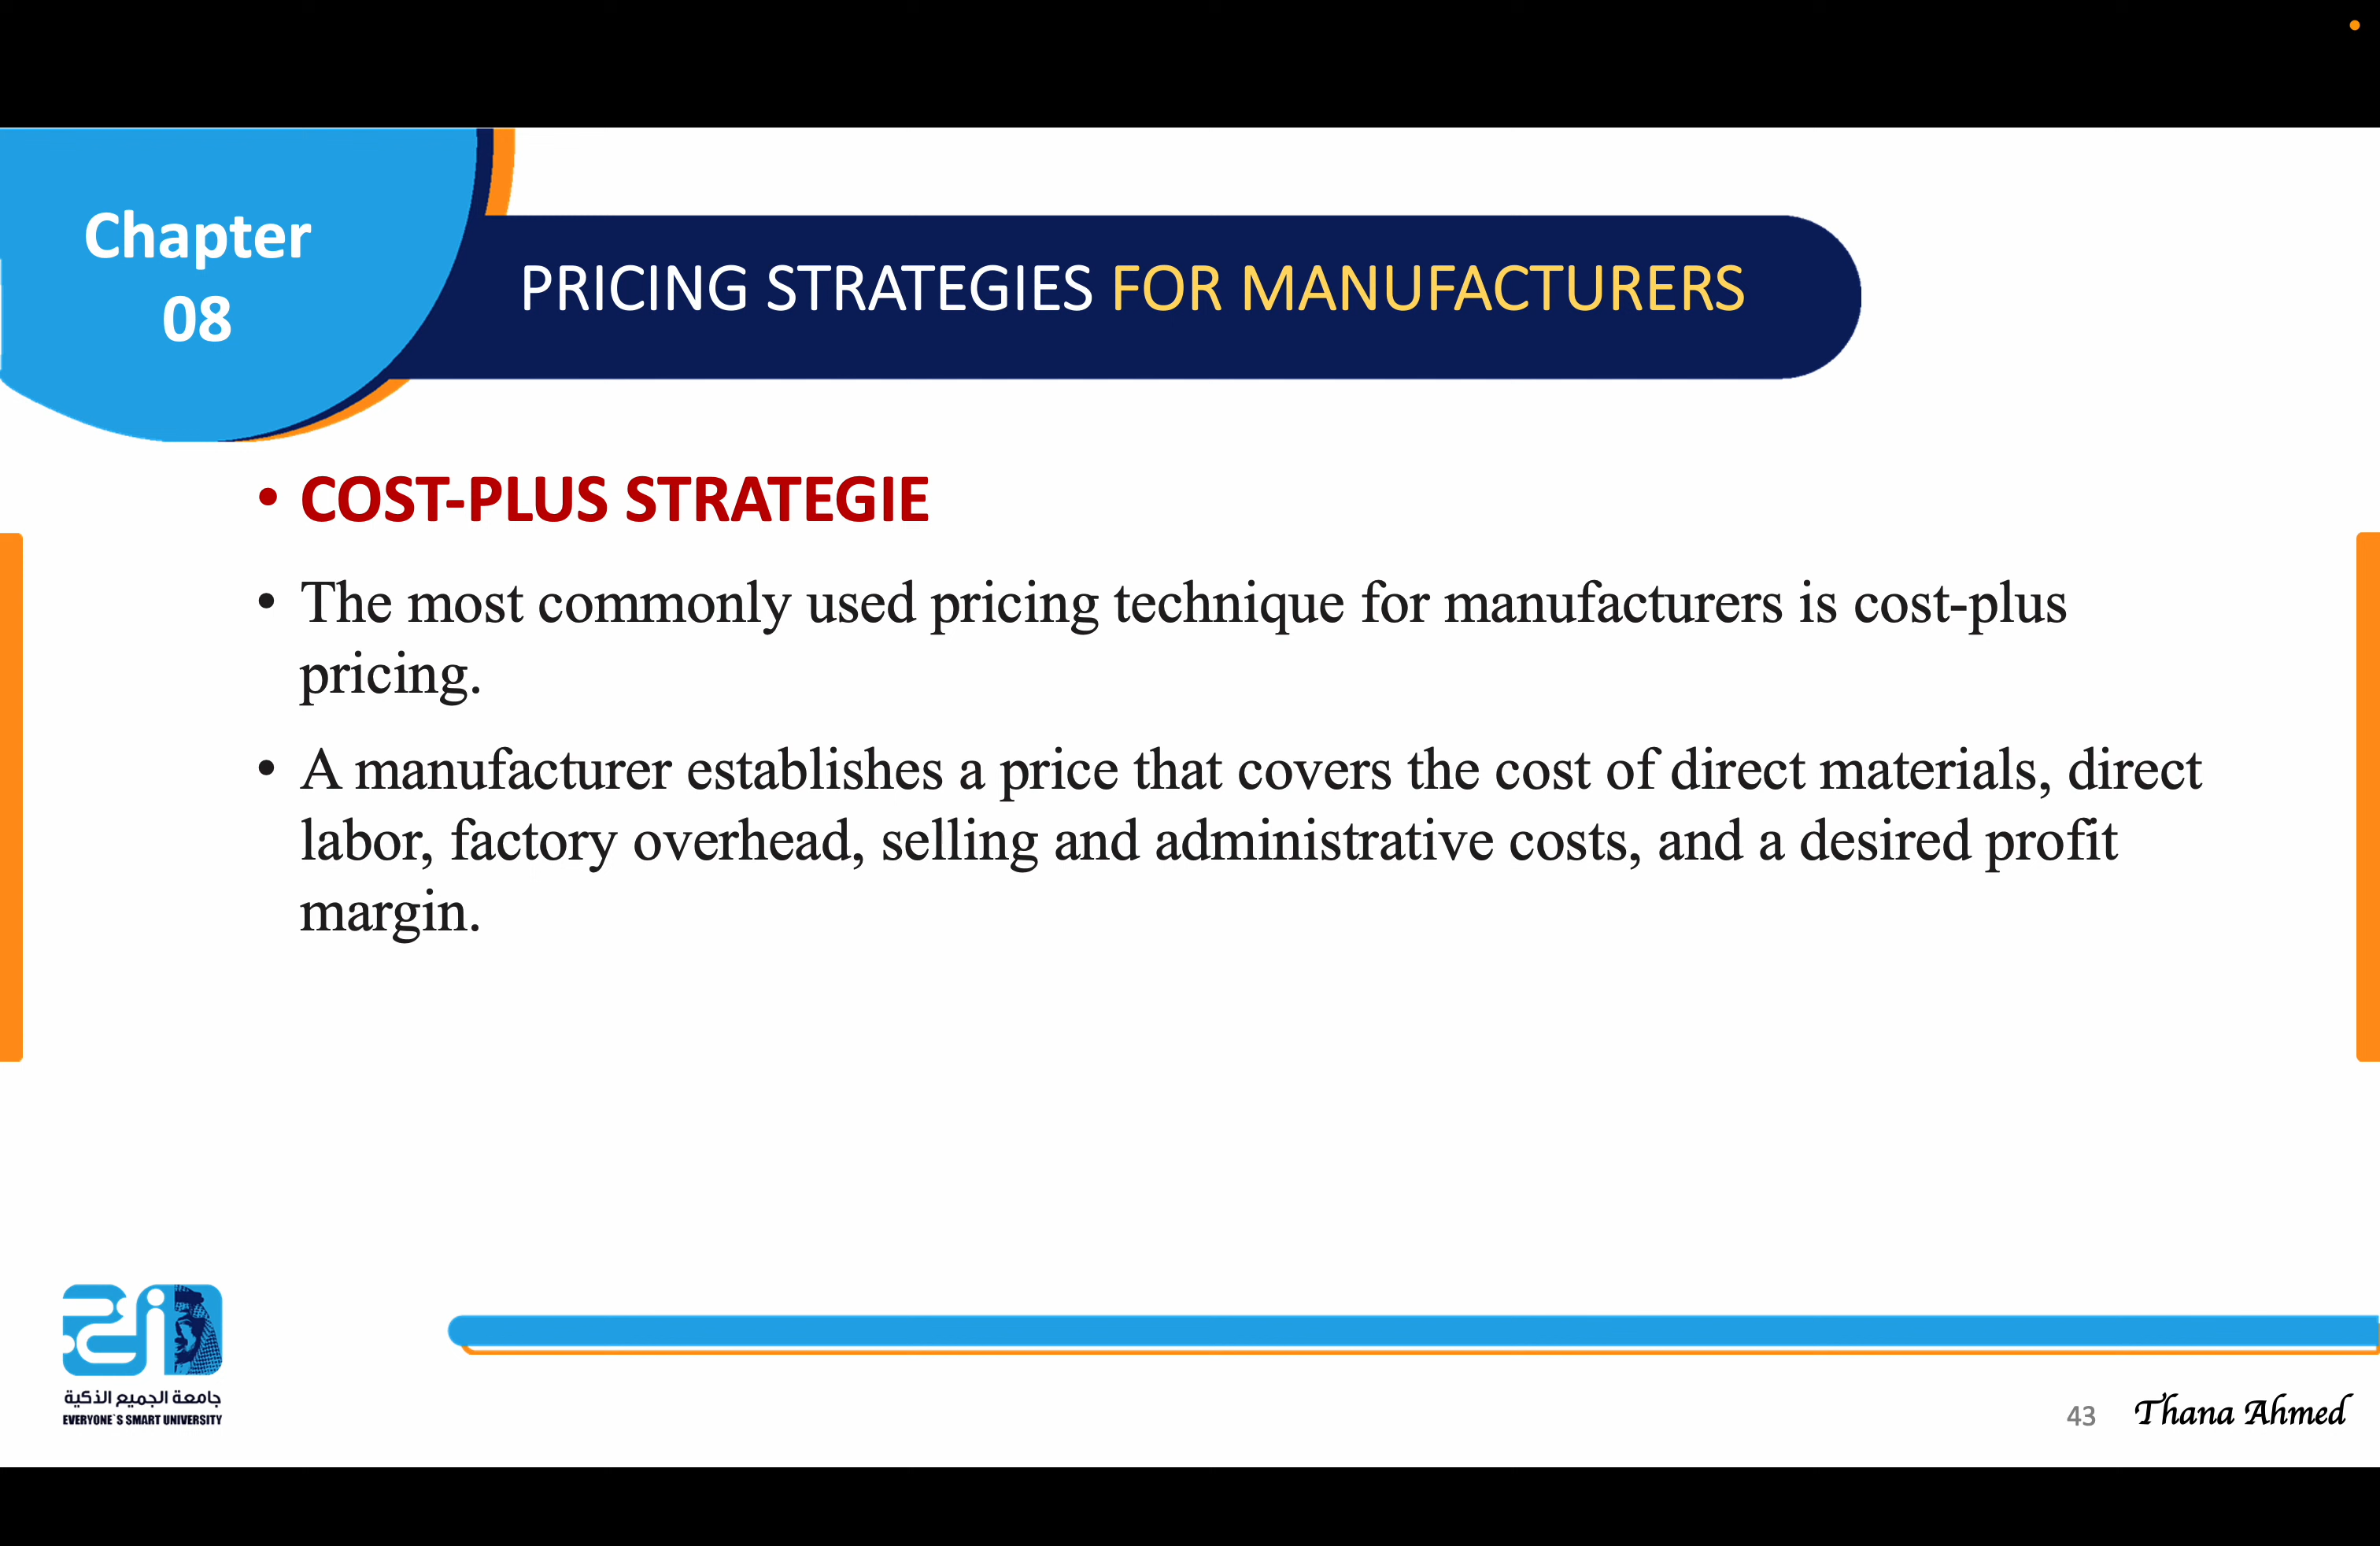 Chapter
08
PRICING STRATEGIES FOR MANUFACTURERS
• COST-PLUS STRATEGIE
• The most commonly used pricing technique for manufacturers is cost-plus
pricing.
• A manufacturer establishes a price that covers the cost of direct materials, direct
labor, factory overhead, selling and administrative costs, and a desired profit
margin.
جامعة الجميع الذكية
EVERYONE`S SMART UNIVERSITY
43 Thana Ahmed